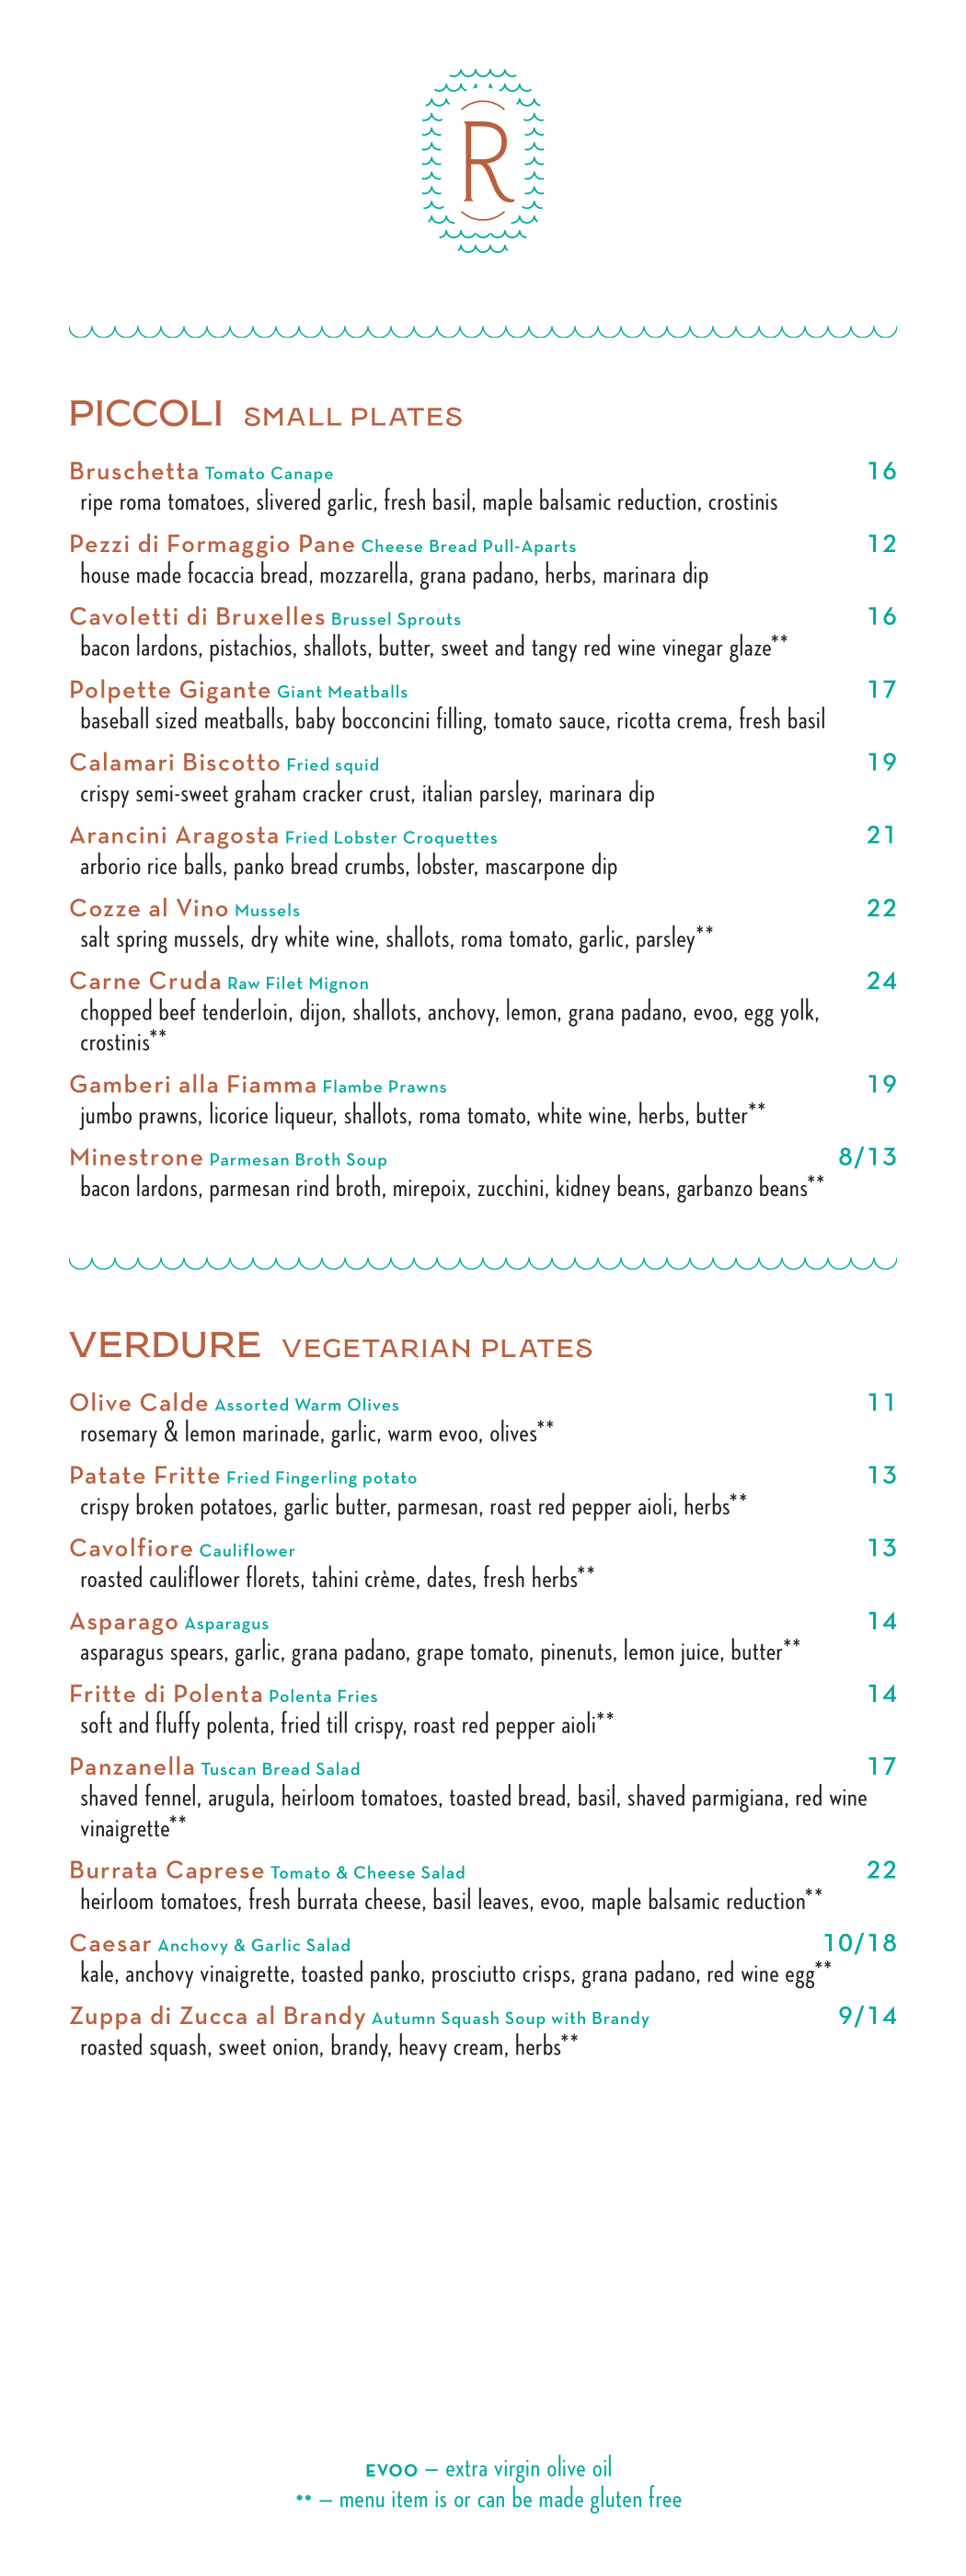 R
PICCOLI SMALL PLATES
Bruschetta Tomato Canape 16
ripe roma tomatoes, slivered garlic, fresh basil, maple balsamic reduction, crostinis
Pezzi di Formaggio Pane Cheese Bread Pull-Aparts 12
house made focaccia bread, mozzarella, grana padano, herbs, marinara dip
Cavoletti di Bruxelles Brussel Sprouts 16
bacon lardons, pistachios, shallots, butter, sweet and tangy red wine vinegar glaze**
Polpette Gigante Giant Meatballs 17
baseball sized meatballs, baby bocconcini filling, tomato sauce, ricotta crema, fresh basil
Calamari Biscotto Fried squid 19
crispy semi-sweet graham cracker crust, italian parsley, marinara dip
Arancini Aragosta Fried Lobster Croquettes 21
arborio rice balls, panko bread crumbs, lobster, mascarpone dip
Cozze al Vino Mussels 22
salt spring mussels, dry white wine, shallots, roma tomato, garlic, parsley**
Carne Cruda Raw Filet Mignon 24
chopped beef tenderloin, dijon, shallots, anchovy, lemon, grana padano, evoo, egg yolk,
crostinis**
Gamberi alla Fiamma Flambe Prawns 19
jumbo prawns, licorice liqueur, shallots, roma tomato, white wine, herbs, butter**
Minestrone Parmesan Broth Soup 8/13
bacon lardons, parmesan rind broth, mirepoix, zucchini, kidney beans, garbanzo beans**
VERDURE VEGETARIAN PLATES
Olive Calde Assorted Warm Olives 11
rosemary & lemon marinade, garlic, warm evoo, olives**
Patate Fritte Fried Fingerling potato 13
crispy broken potatoes, garlic butter, parmesan, roast red pepper aioli, herbs**
Cavolfiore Cauliflower 13
roasted cauliflower florets, tahini crème, dates, fresh herbs**
Asparago Asparagus 14
asparagus spears, garlic, grana padano, grape tomato, pinenuts, lemon juice, butter**
Fritte di Polenta Polenta Fries 14
soft and fluffy polenta, fried till crispy, roast red pepper aioli**
Panzanella Tuscan Bread Salad 17
shaved fennel, arugula, heirloom tomatoes, toasted bread, basil, shaved parmigiana, red wine
vinaigrette**
Burrata Caprese Tomato & Cheese Salad 22
heirloom tomatoes, fresh burrata cheese, basil leaves, evoo, maple balsamic reduction**
Caesar Anchovy & Garlic Salad 10/18
kale, anchovy vinaigrette, toasted panko, prosciutto crisps, grana padano, red wine egg**
Zuppa di Zucca al Brandy Autumn Squash Soup with Brandy 9/14
roasted squash, sweet onion, brandy, heavy cream, herbs**
EVOO — extra virgin olive oil
** — menu item is or can be made gluten free